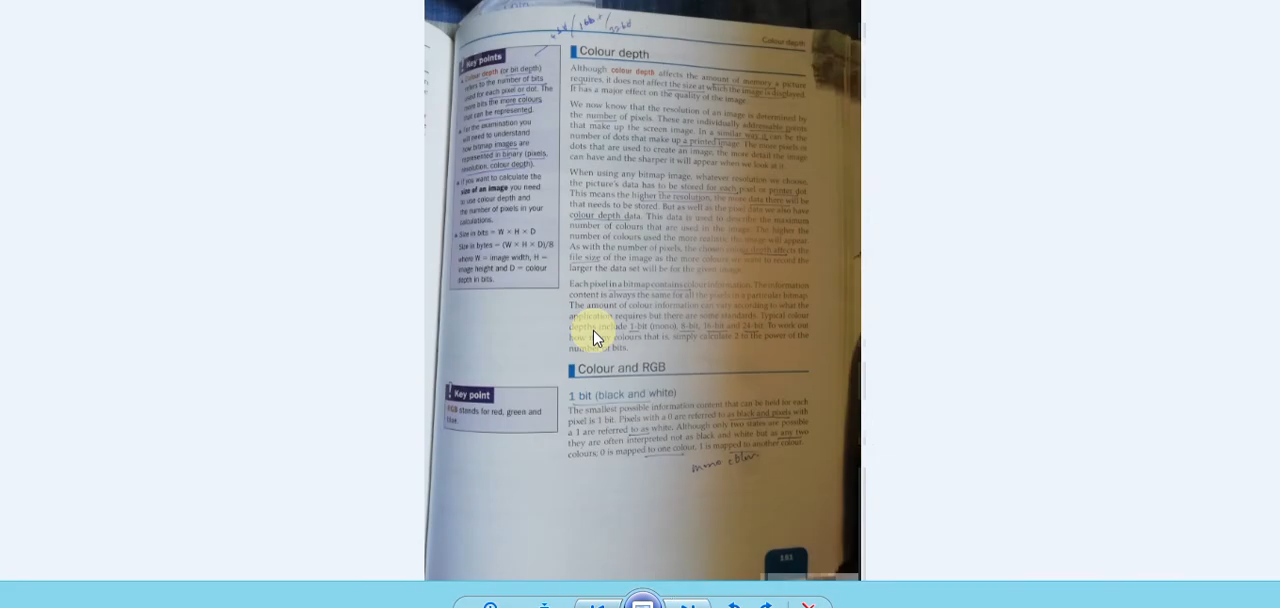 Colour depth
Key points
Colour depth (or bit depth)
refers to the number of bits
used for each pixel or dot. The
more bits the more colours
that can be represented.
For the examination you
will need to understand
how bitmap images are
represented in binary (pixels,
resolution, colour depth).
If you want to calculate the
size of an image you need
to use colour depth and
the number of pixels in your
calculations.
Size in bits = W × H × D
Size in bytes = (W × H × D)/8
where W = image width, H =
image height and D = colour
depth in bits.
Colour depth
Although colour depth affects the amount of memory a picture
requires, it does not affect the size at which the image is displayed.
It has a major effect on the quality of the image.
We now know that the resolution of an image is determined by
the number of pixels. These are individually addressable points
that make up the screen image. In a similar way it can be the
number of dots that make up a printed image. The more pixels or
dots that are used to create an image, the more detail the image
can have and the sharper it will appear when we look at it.
When using any bitmap image, whatever resolution we choose,
the picture's data has to be stored for each pixel or printer dot.
This means the higher the resolution, the more data there will be
that needs to be stored. But as well as the pixel data we also have
colour depth data. This data is used to describe the maximum
number of colours that are used in the image. The higher the
number of colours used the more realistic the image will appear.
As with the number of pixels, the chosen colour depth affects the
file size of the image as the more colours we want to record the
larger the data set will be for the given image.
Each pixel in a bitmap contains colour information. The information
content is always the same for all the pixels in a particular bitmap.
The amount of colour information can vary according to what the
application requires but there are some standards. Typical colour
depths include 1-bit (mono), 8-bit, 16-bit and 24-bit. To work out
how colours that is, simply calculate 2 to the power of the
number of bits.
Colour and RGB
Key point
RGB stands for red, green and
blue.
1 bit (black and white)
The smallest possible information content that can be held for each
pixel is 1 bit. Pixels with a 0 are referred to as black and pixels with
a 1 are referred to as white. Although only two states are possible
they are often interpreted not as black and white but as any two
colours; 0 is mapped to one colour, 1 is mapped to another colour.
mono
181